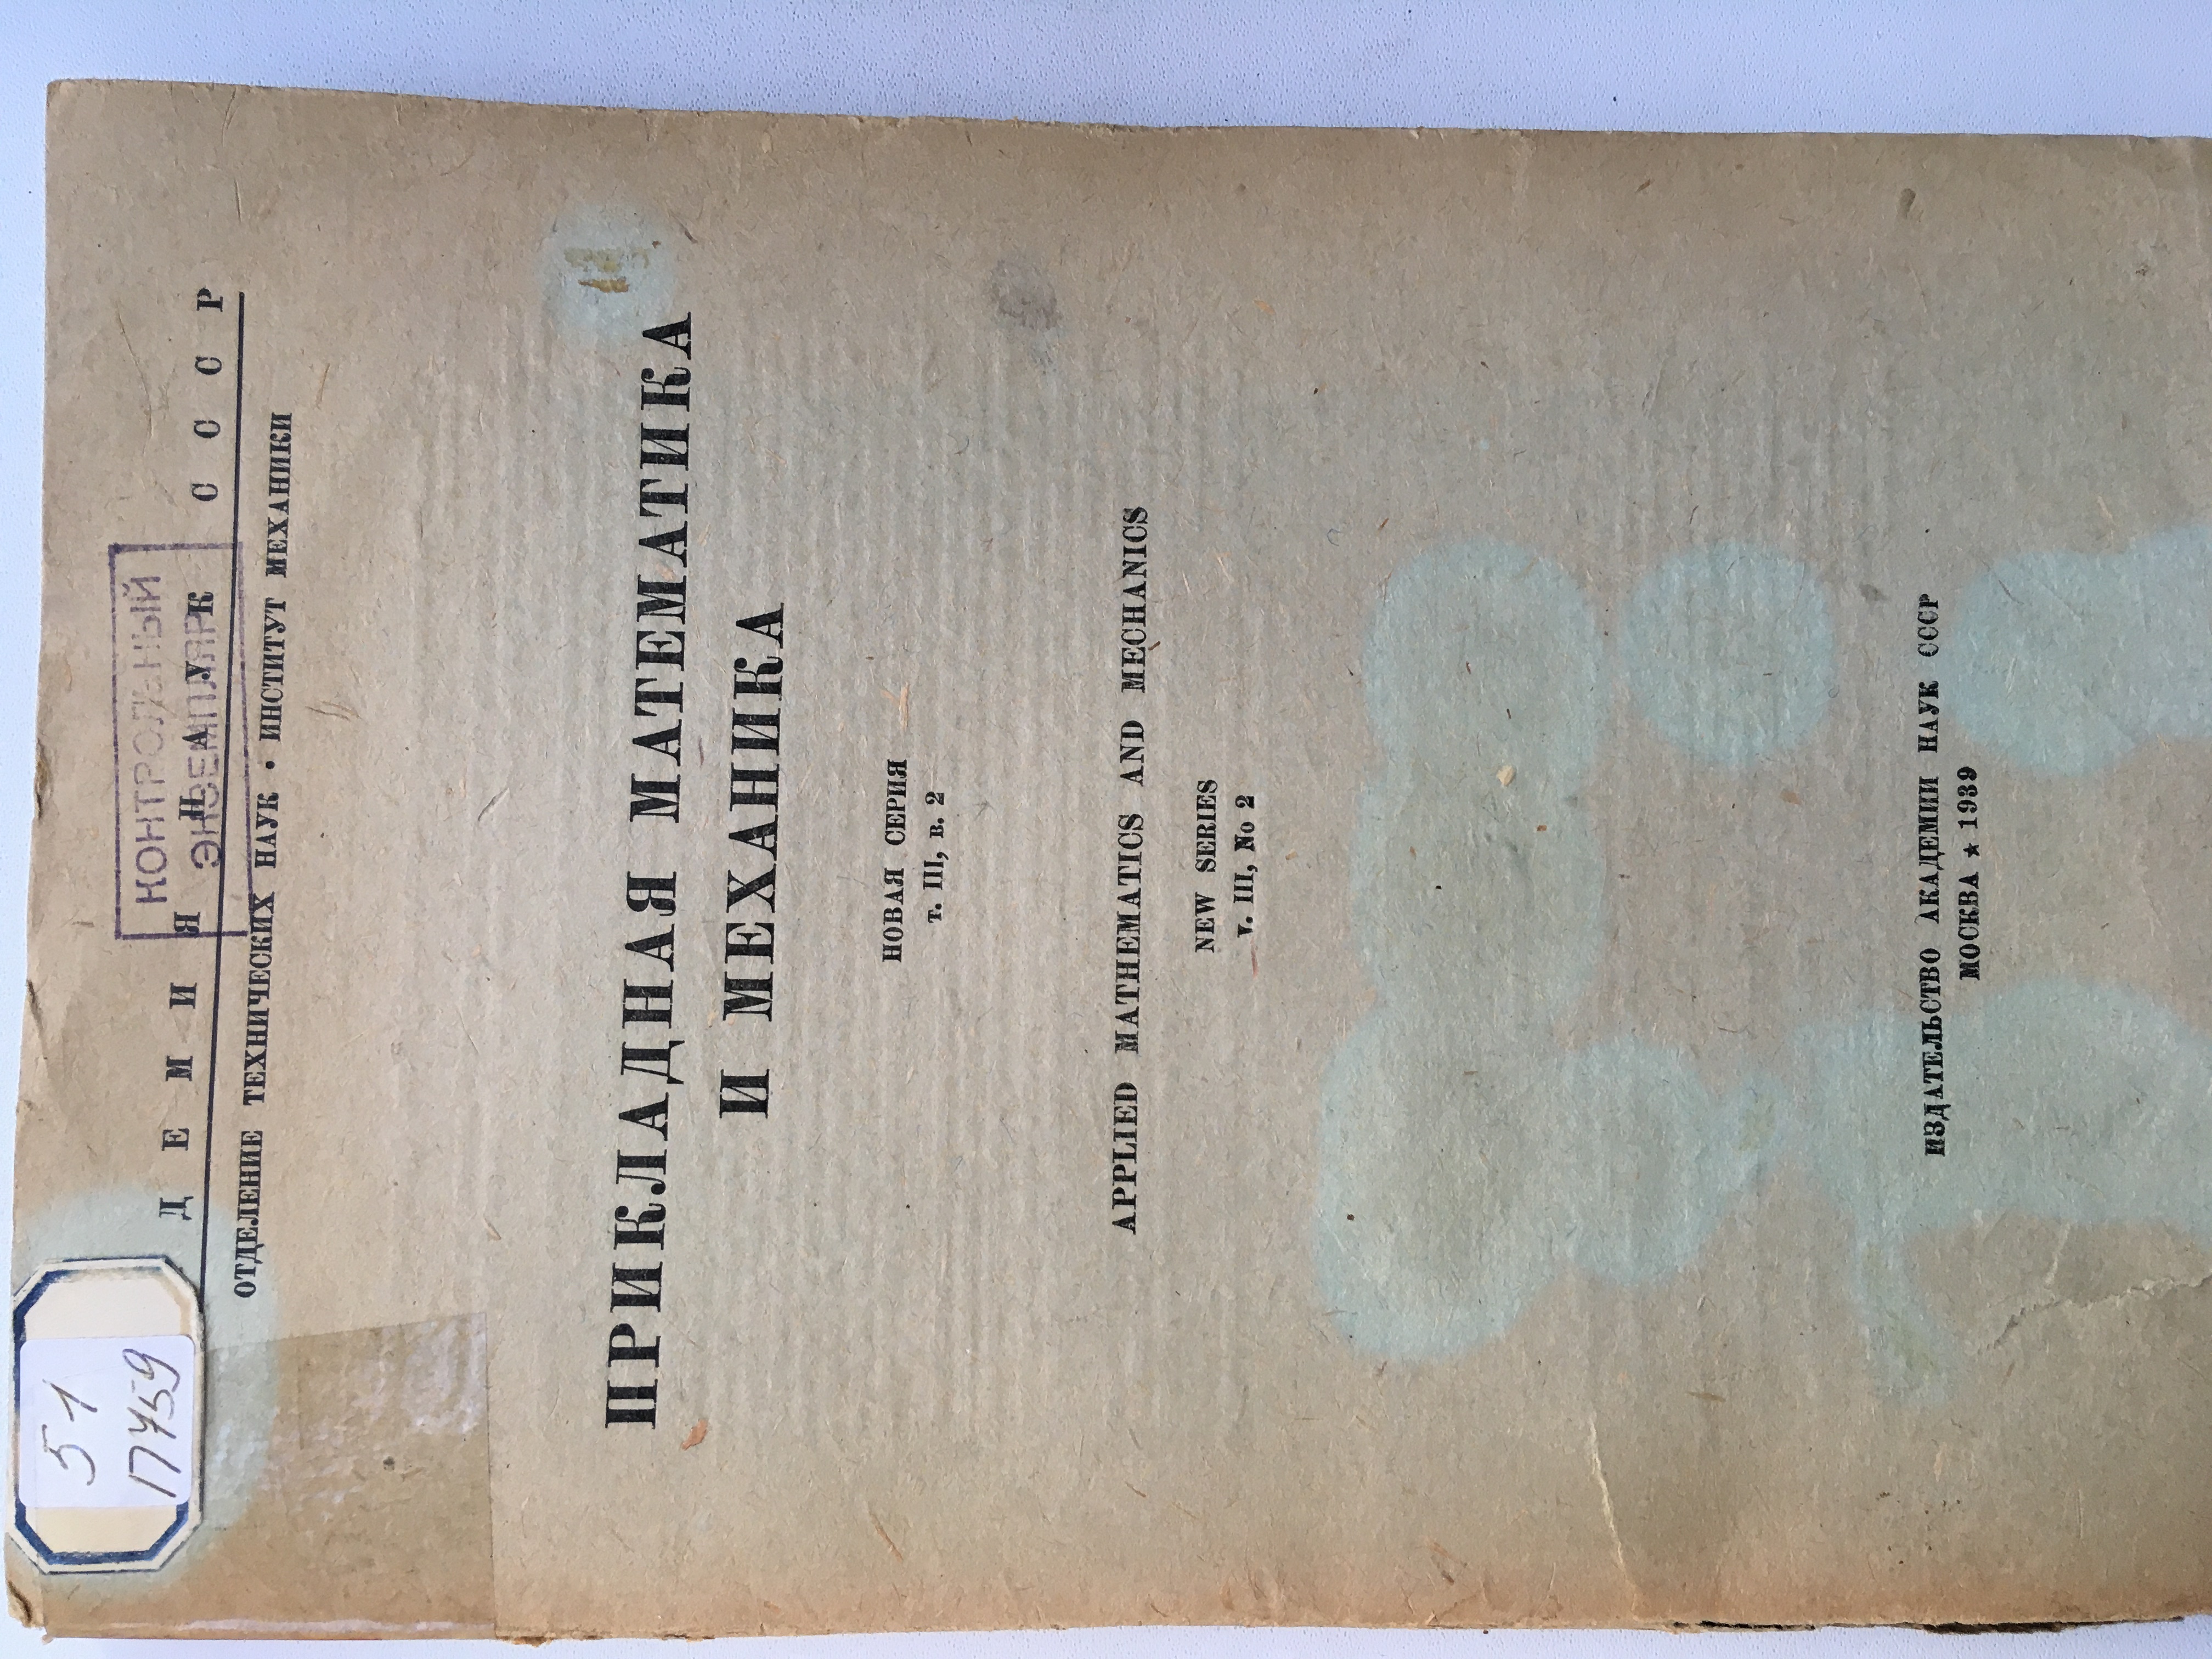 51
П7459
КОНТРОЛЬНЫЙ
ЭКЗЕМПЛЯР
ДЕМИЯ НАУК СССР
ОТДЕЛЕНИЕ ТЕХНИЧЕСКИХ НАУК • ИНСТИТУТ МЕХАНИКИ
ПРИКЛАДНАЯ МАТЕМАТИКА
И МЕХАНИКА
НОВАЯ СЕРИЯ
т. III, в. 2
APPLIED MATHEMATICS AND MECHANICS
NEW SERIES
v. III, No 2
ИЗДАТЕЛЬСТВО АКАДЕМИИ НАУК СССР
МОСКВА ★ 1939